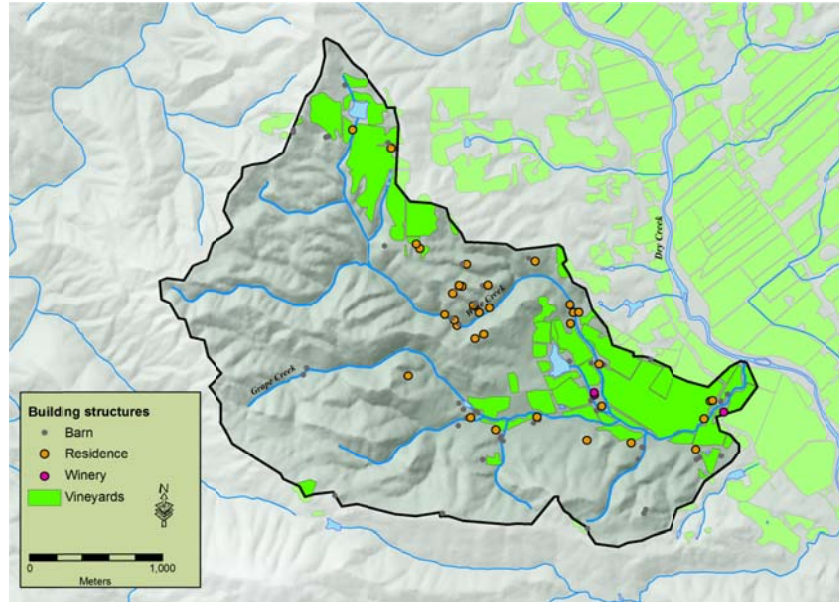 Dry Creek
Wine Creek
Grape Creek
Building structures
Barn
Residence
Winery
Vineyards
N
0
1,000
Meters